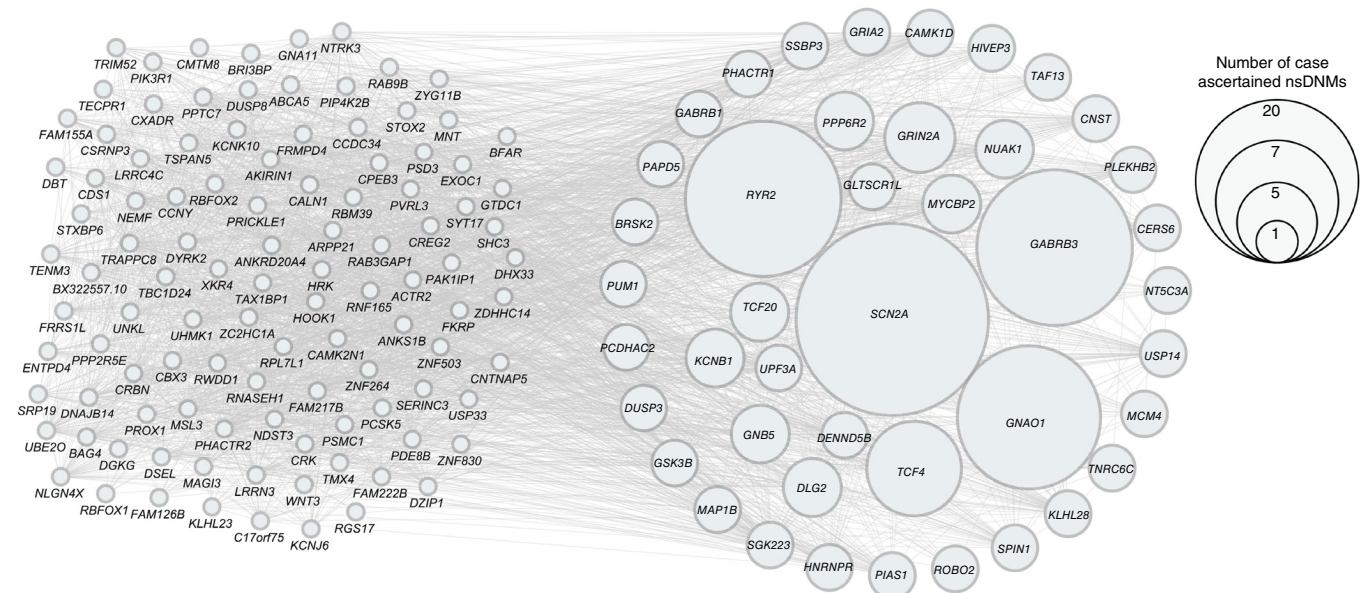 Number of case
ascertained nsDNMs
20
7
5
1
TRIM52
PIK3R1
CMTM8
BRI3BP
GNA11
NTRK3
RAB9B
ZYG11B
TECPR1
CXADR
PPTC7
DUSP8
ABCA5
PIP4K2B
STOX2
MNT
BFAR
FAM155A
CSRNP3
TSPAN5
KCNK10
FRMPD4
CCDC34
PSD3
EXOC1
DBT
LRRC4C
AKIRIN1
CPEB3
CDS1
NEMF
CCNY
RBFOX2
CALN1
RBM39
PVRL3
SYT17
GTDC1
STXBP6
PRICKLE1
CREG2
SHC3
TENM3
TRAPPC8
DYRK2
ANKRD20A4
ARPP21
RAB3GAP1
PAK1IP1
DHX33
BX322557.10
TBC1D24
XKR4
TAX1BP1
HRK
RNF165
ACTR2
ZDHHC14
FRRS1L
UNKL
UHMK1
ZC2HC1A
HOOK1
ANKS1B
FKRP
ENTPD4
PPP2R5E
CBX3
RWDD1
RPL7L1
CAMK2N1
ZNF503
CNTNAP5
CRBN
RNASEH1
ZNF264
SRP19
DNAJB14
PROX1
MSL3
FAM217B
SERINC3
USP33
UBE2O
BAG4
PHACTR2
NDST3
PSMC1
PCSK5
PDE8B
ZNF830
NLGN4X
DGKG
DSEL
MAGI3
LRRN3
CRK
TMX4
FAM222B
DZIP1
RBFOX1
FAM126B
KLHL23
WNT3
C17orf75
KCNJ6
RGS17
SSBP3
GRIA2
CAMK1D
HIVEP3
TAF13
PHACTR1
GABRB1
PPP6R2
GRIN2A
NUAK1
CNST
PLEKHB2
PAPD5
RYR2
GLTSCR1L
MYCBP2
BRSK2
GABRB3
CERS6
PUM1
TCF20
SCN2A
NT5C3A
PCDHAC2
KCNB1
UPF3A
USP14
DUSP3
GNB5
DENND5B
GNAO1
MCM4
GSK3B
DLG2
TCF4
TNRC6C
MAP1B
KLHL28
SGK223
HNRNPR
PIAS1
ROBO2
SPIN1